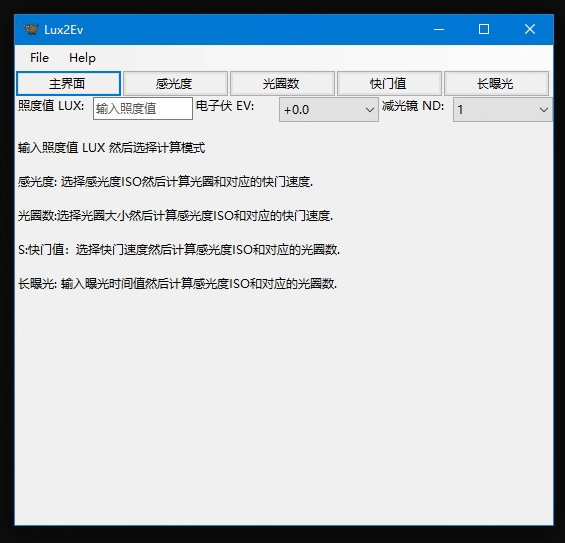 Lux2Ev
File Help
主界面 感光度 光圈数 快门值 长曝光
照度值 LUX: 输入照度值 电子伏 EV: +0.0 减光镜 ND: 1
输入照度值 LUX 然后选择计算模式
感光度: 选择感光度ISO然后计算光圈和对应的快门速度.
光圈数:选择光圈大小然后计算感光度ISO和对应的快门速度.
S:快门值：选择快门速度然后计算感光度ISO和对应的光圈数.
长曝光: 输入曝光时间值然后计算感光度ISO和对应的光圈数.